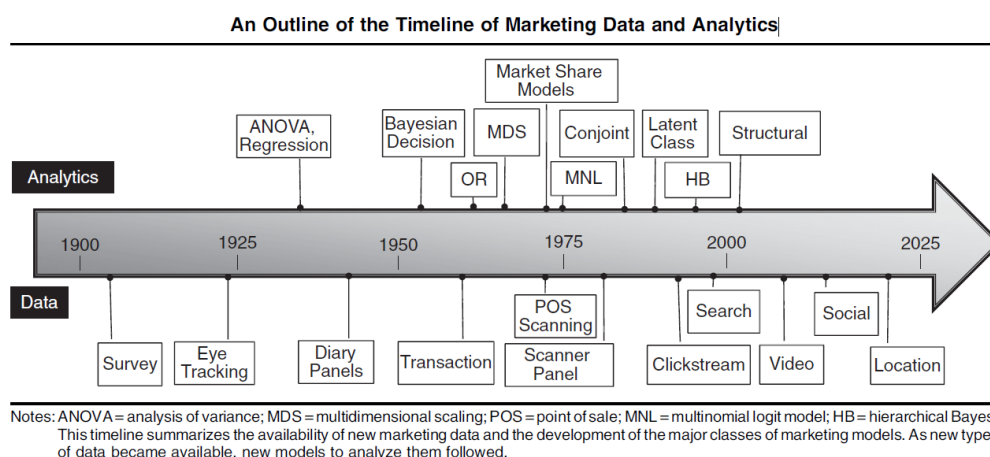 An Outline of the Timeline of Marketing Data and Analytics
Market Share
Models
ANOVA,
Regression
Bayesian
Decision
MDS
Conjoint
Latent
Class
Structural
OR
MNL
HB
Analytics
1900
1925
1950
1975
2000
2025
Data
Survey
Eye
Tracking
Diary
Panels
Transaction
POS
Scanning
Scanner
Panel
Clickstream
Search
Video
Social
Location
Notes: ANOVA = analysis of variance; MDS = multidimensional scaling; POS = point of sale; MNL = multinomial logit model; HB = hierarchical Bayes
This timeline summarizes the availability of new marketing data and the development of the major classes of marketing models. As new type
of data became available, new models to analyze them followed.